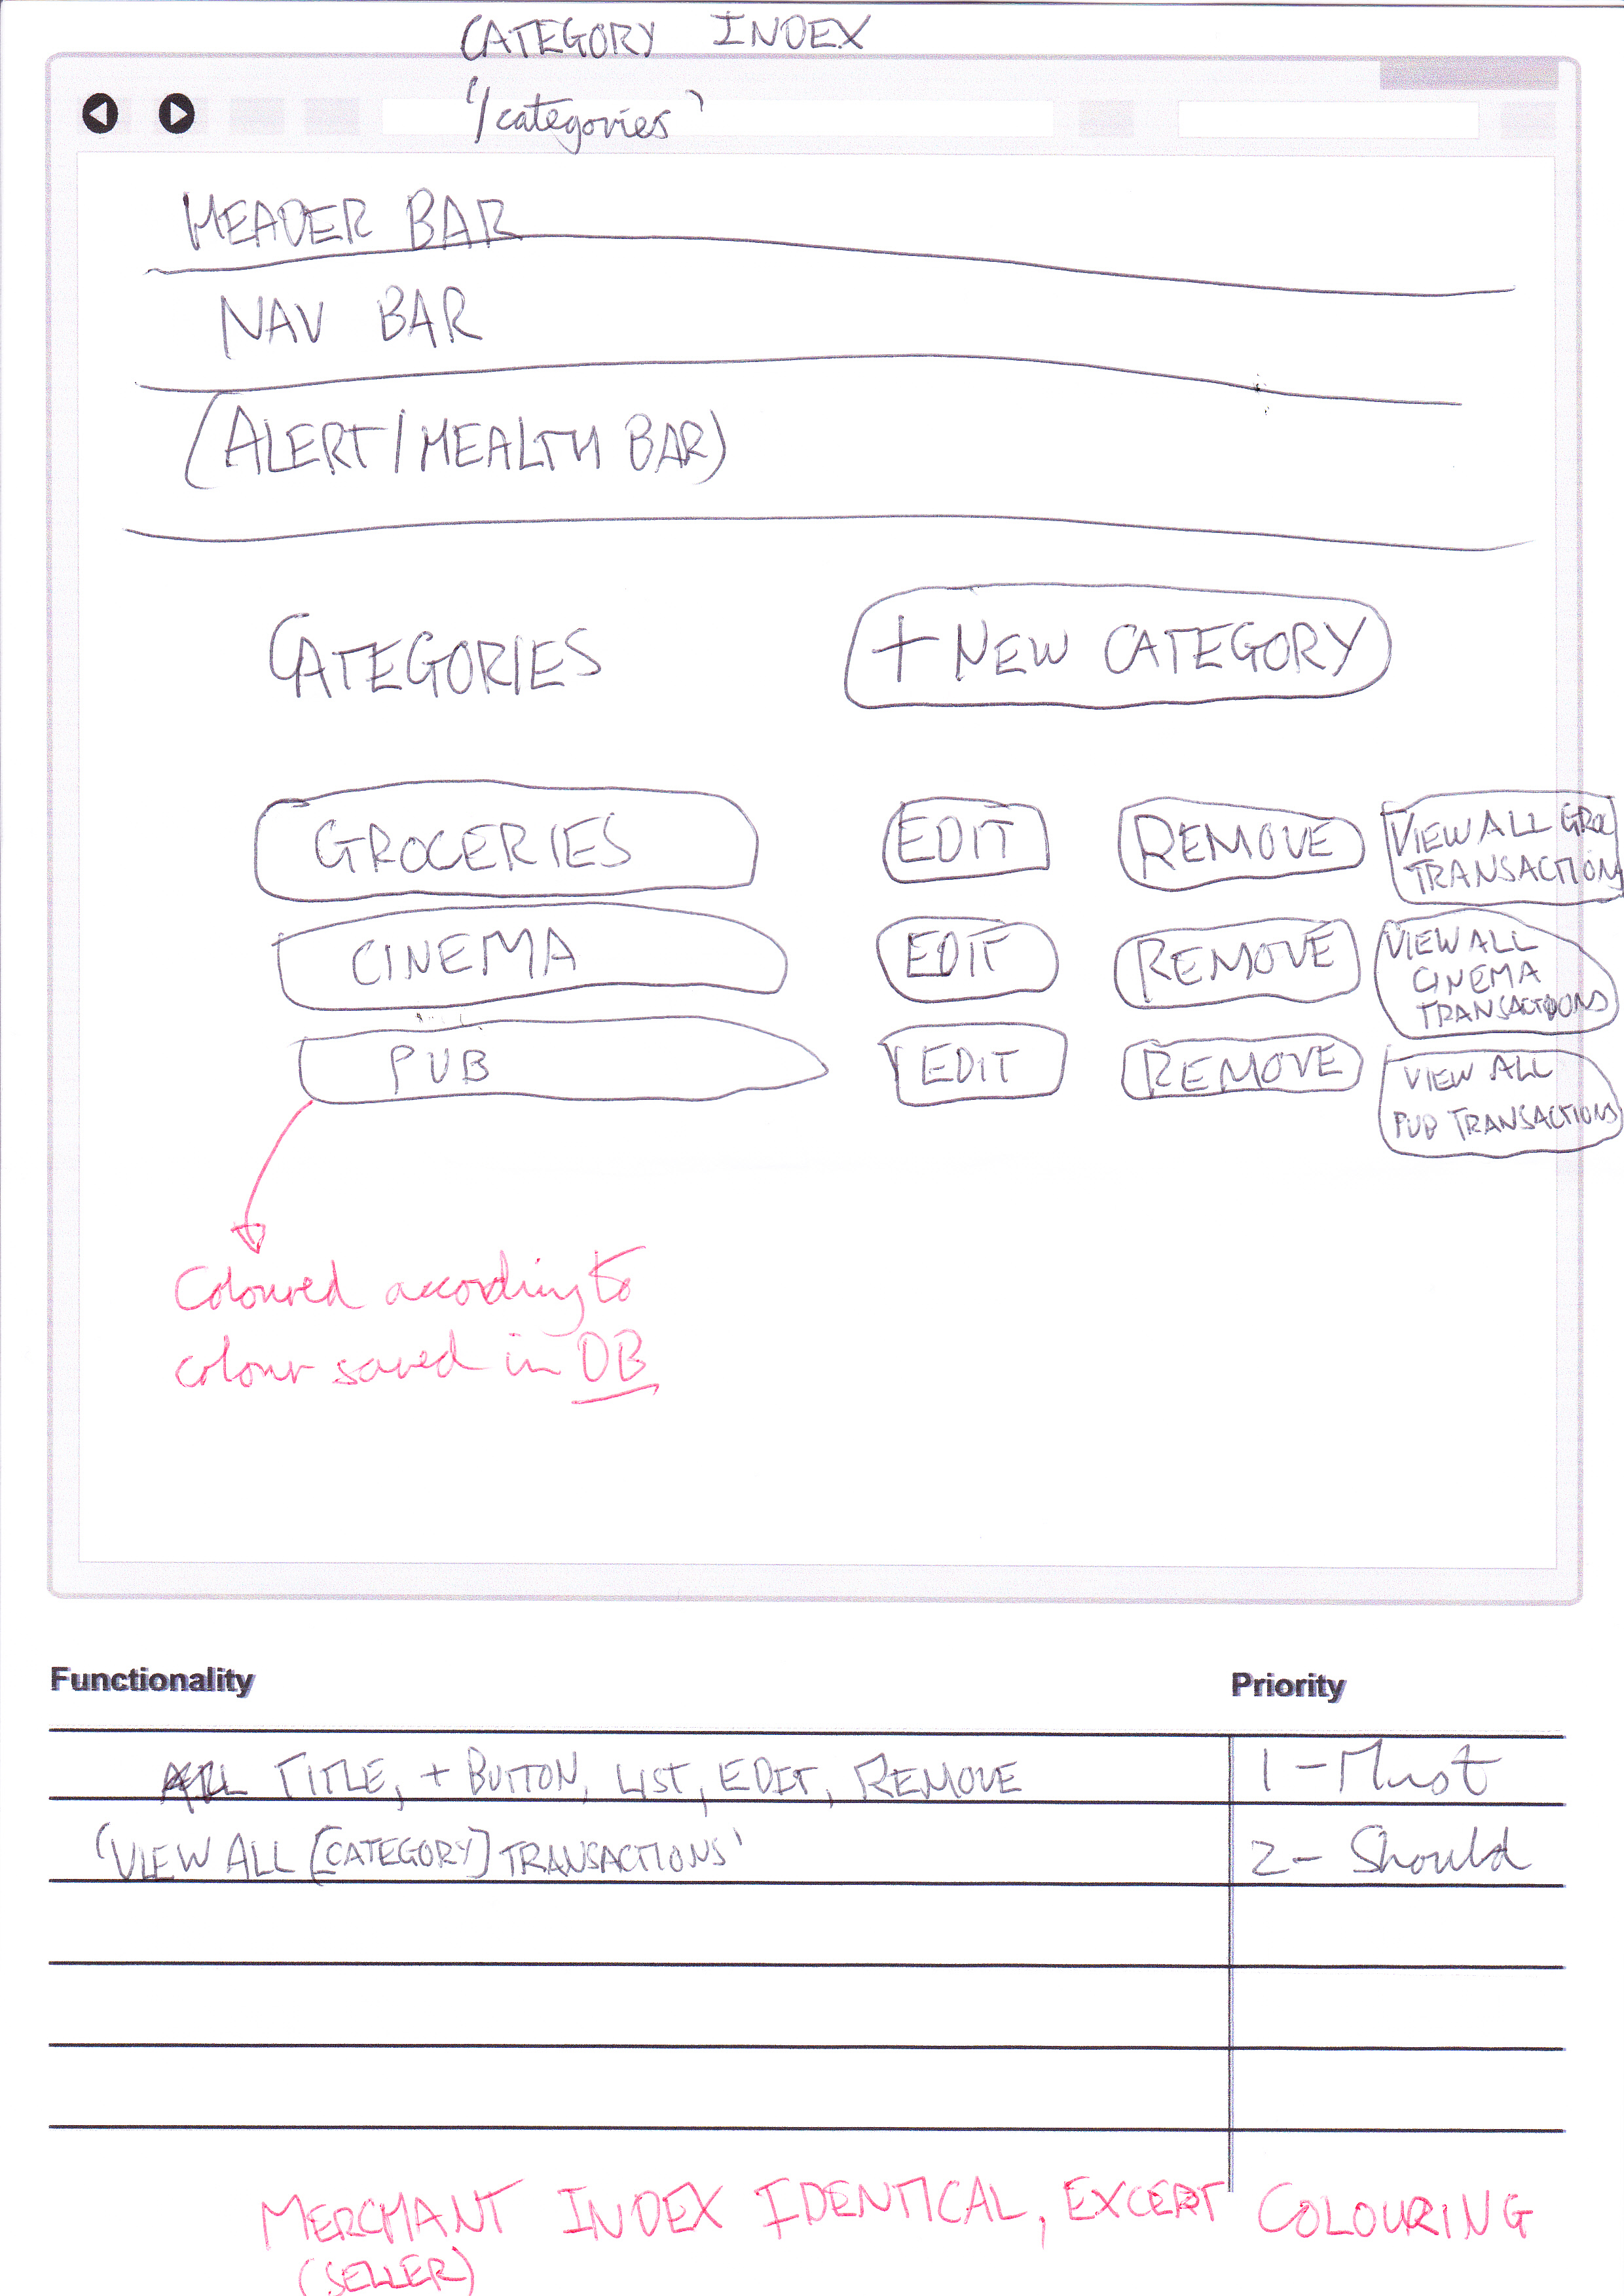 CATEGORY INDEX
'/categories'
HEADER BAR
NAV BAR
(ALERT/HEALTH BAR)
CATEGORIES + NEW CATEGORY
GROCERIES EDIT REMOVE VIEW ALL GROC
TRANSACTION
CINEMA EDIT REMOVE VIEW ALL
CINEMA
TRANSACTIONS
PUB EDIT REMOVE VIEW ALL
PUB TRANSACTIONS
Coloured according to
colour saved in DB
Functionality Priority
ALL TITLE, + BUTTON, LIST, EDIT, REMOVE 1 - Must
'VIEW ALL [CATEGORY] TRANSACTIONS' 2 - Should
MERCHANT INDEX IDENTICAL, EXCEPT COLOURING
(SELLER)